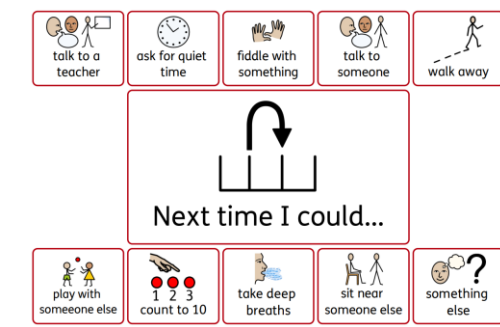 talk to a
teacher
ask for quiet
time
fiddle with
something
talk to
someone
walk away
Next time I could...
play with
someeone else
1 2 3
count to 10
take deep
breaths
sit near
someone else
?
something
else